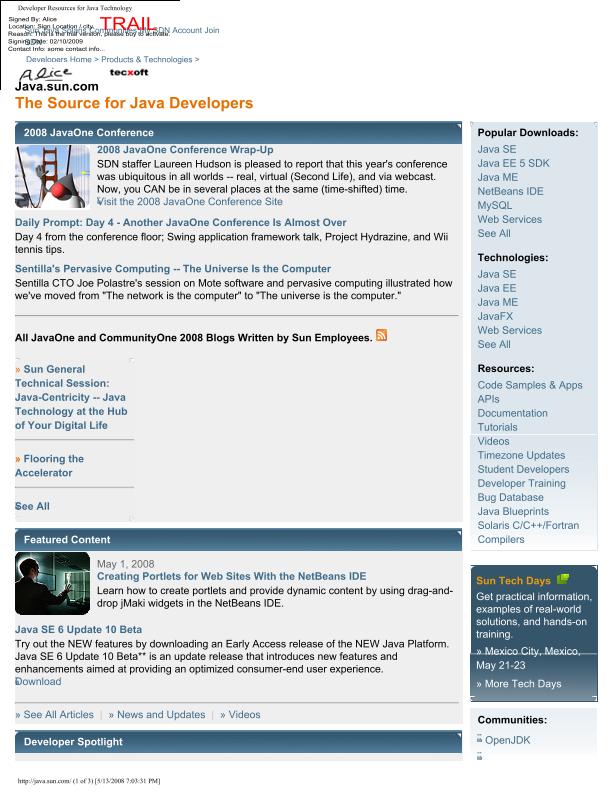 Developer Resources for Java Technology
Signed By: Alice
Location: Sign Location / city
TRAIL
SDN Account Join
Reason: This is the trial version, please buy to activate.
Signing Date: 02/10/2009
Contact Info: some contact info...
Developers Home > Products & Technologies >
Alice
tecxoft
Java.sun.com
The Source for Java Developers
2008 JavaOne Conference
2008 JavaOne Conference Wrap-Up
SDN staffer Laureen Hudson is pleased to report that this year's conference
was ubiquitous in all worlds -- real, virtual (Second Life), and via webcast.
Now, you CAN be in several places at the same (time-shifted) time.
Visit the 2008 JavaOne Conference Site
Daily Prompt: Day 4 - Another JavaOne Conference Is Almost Over
Day 4 from the conference floor; Swing application framework talk, Project Hydrazine, and Wii
tennis tips.
Sentilla's Pervasive Computing -- The Universe Is the Computer
Sentilla CTO Joe Polastre's session on Mote software and pervasive computing illustrated how
we've moved from "The network is the computer" to "The universe is the computer."
All JavaOne and CommunityOne 2008 Blogs Written by Sun Employees.
» Sun General
Technical Session:
Java-Centricity -- Java
Technology at the Hub
of Your Digital Life
» Flooring the
Accelerator
See All
Featured Content
May 1, 2008
Creating Portlets for Web Sites With the NetBeans IDE
Learn how to create portlets and provide dynamic content by using drag-and-
drop jMaki widgets in the NetBeans IDE.
Java SE 6 Update 10 Beta
Try out the NEW features by downloading an Early Access release of the NEW Java Platform.
Java SE 6 Update 10 Beta** is an update release that introduces new features and
enhancements aimed at providing an optimized consumer-end user experience.
Download
» See All Articles | » News and Updates | » Videos
Developer Spotlight
Popular Downloads:
Java SE
Java EE 5 SDK
Java ME
NetBeans IDE
MySQL
Web Services
See All
Technologies:
Java SE
Java EE
Java ME
JavaFX
Web Services
See All
Resources:
Code Samples & Apps
APIs
Documentation
Tutorials
Videos
Timezone Updates
Student Developers
Developer Training
Bug Database
Java Blueprints
Solaris C/C++/Fortran
Compilers
Sun Tech Days
Get practical information,
examples of real-world
solutions, and hands-on
training.
» Mexico City, Mexico,
May 21-23
» More Tech Days
Communities:
OpenJDK
http://java.sun.com/ (1 of 3) [5/13/2008 7:03:31 PM]